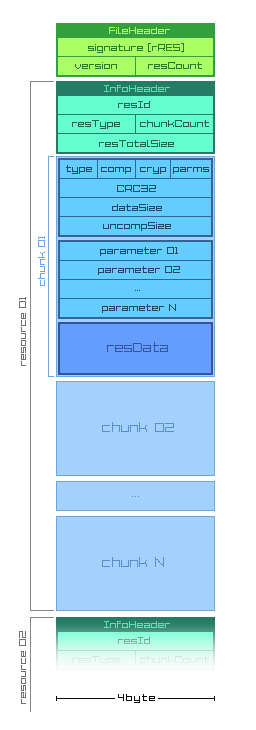 FileHeader
signature [rRES]
version resCount
InfoHeader
resId
resType chunkCount
resTotalSize
resource 01
chunk 01
type comp cryp parms
CRC32
dataSize
uncompSize
parameter 01
parameter 02
...
parameter N
resData
chunk 02
...
chunk N
resource 02
InfoHeader
resId
resType chunkCount
4byte